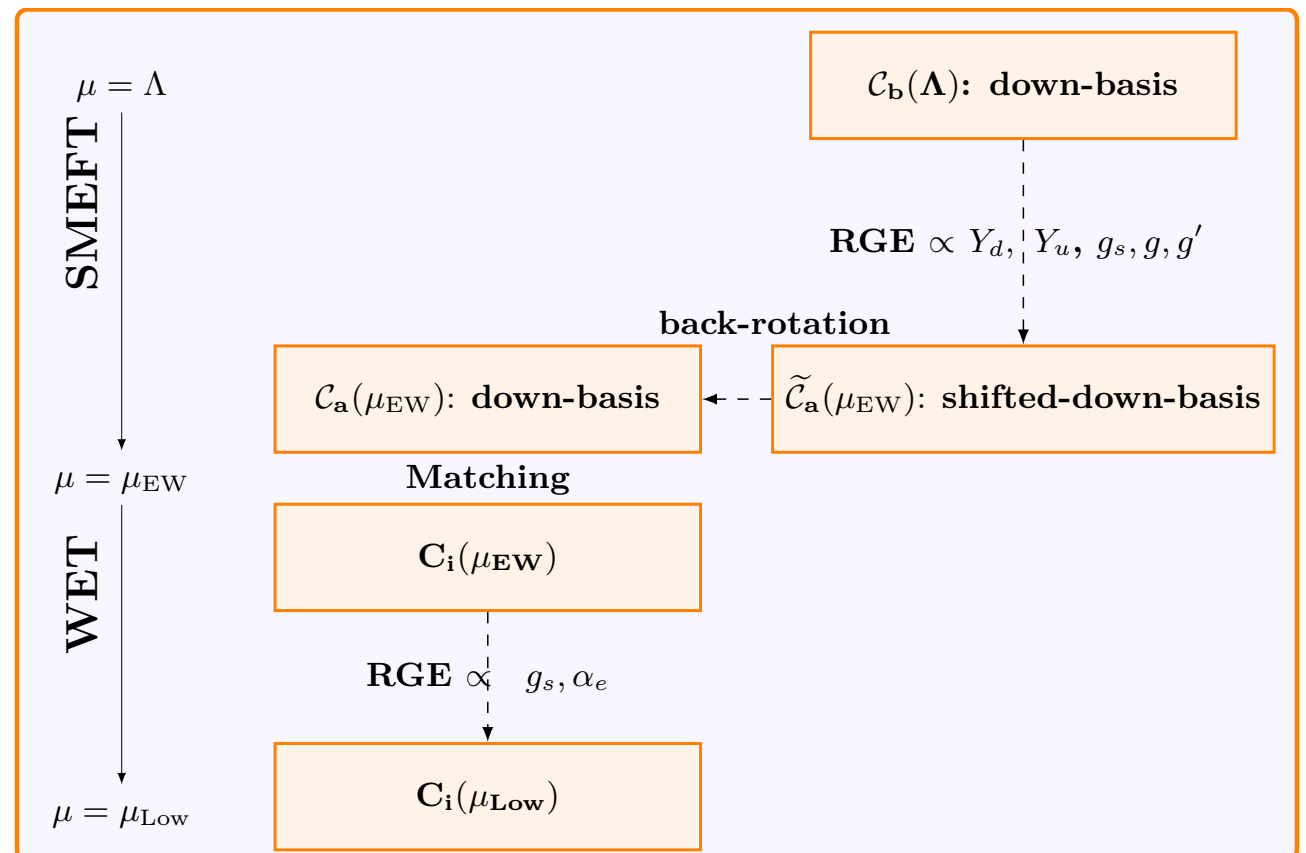 μ = Λ
𝒞_b(Λ): down-basis
SMEFT
RGE ∝ Y_d, Y_u, g_s, g, g′
back-rotation
𝒞_a(μ_EW): down-basis
𝒞̃_a(μ_EW): shifted-down-basis
μ = μ_EW
Matching
C_i(μ_EW)
WET
RGE ∝ g_s, α_e
C_i(μ_Low)
μ = μ_Low